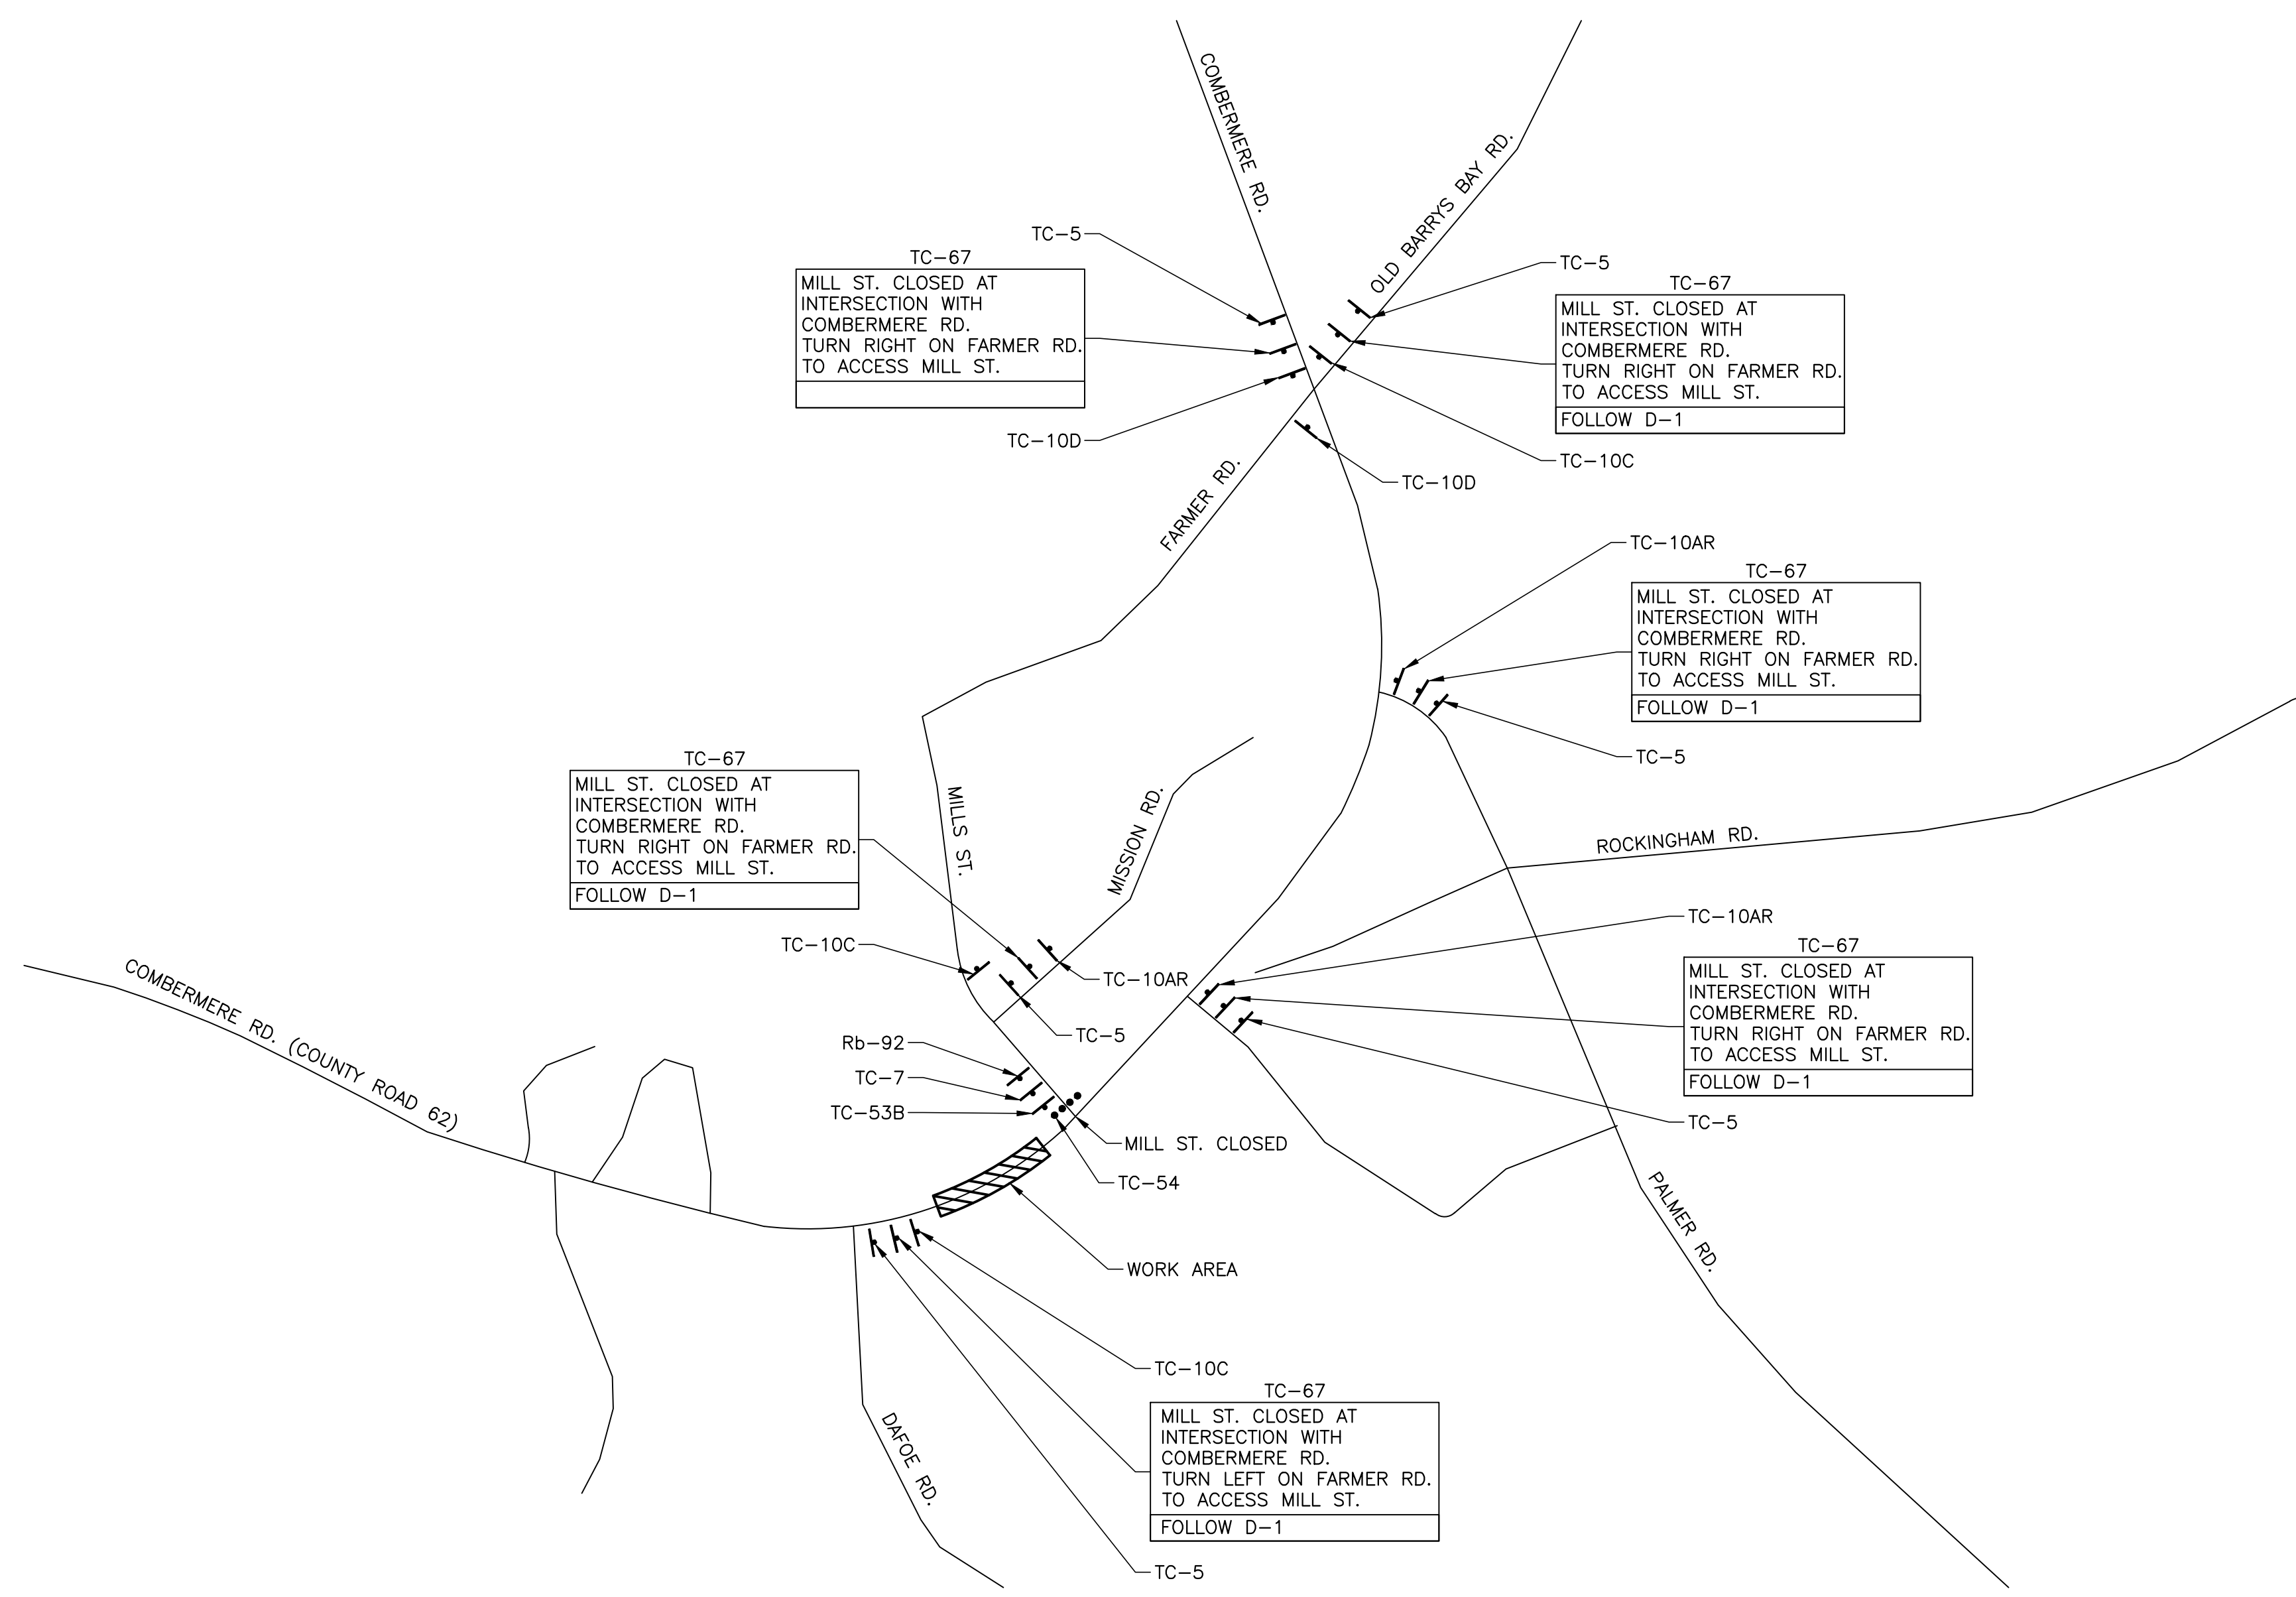 COMBERMERE RD.
OLD BARRYS BAY RD.
TC-5
TC-67
MILL ST. CLOSED AT
INTERSECTION WITH
COMBERMERE RD.
TURN RIGHT ON FARMER RD.
TO ACCESS MILL ST.
TC-10D
TC-5
TC-67
MILL ST. CLOSED AT
INTERSECTION WITH
COMBERMERE RD.
TURN RIGHT ON FARMER RD.
TO ACCESS MILL ST.
FOLLOW D-1
TC-10C
TC-10D
FARMER RD.
TC-10AR
TC-67
MILL ST. CLOSED AT
INTERSECTION WITH
COMBERMERE RD.
TURN RIGHT ON FARMER RD.
TO ACCESS MILL ST.
FOLLOW D-1
TC-5
TC-67
MILL ST. CLOSED AT
INTERSECTION WITH
COMBERMERE RD.
TURN RIGHT ON FARMER RD.
TO ACCESS MILL ST.
FOLLOW D-1
MILLS ST.
MISSION RD.
ROCKINGHAM RD.
TC-10C
TC-10AR
TC-5
TC-10AR
TC-67
MILL ST. CLOSED AT
INTERSECTION WITH
COMBERMERE RD.
TURN RIGHT ON FARMER RD.
TO ACCESS MILL ST.
FOLLOW D-1
TC-5
COMBERMERE RD. (COUNTY ROAD 62)
Rb-92
TC-7
TC-53B
MILL ST. CLOSED
TC-54
WORK AREA
PALMER RD.
DAFOE RD.
TC-10C
TC-67
MILL ST. CLOSED AT
INTERSECTION WITH
COMBERMERE RD.
TURN LEFT ON FARMER RD.
TO ACCESS MILL ST.
FOLLOW D-1
TC-5